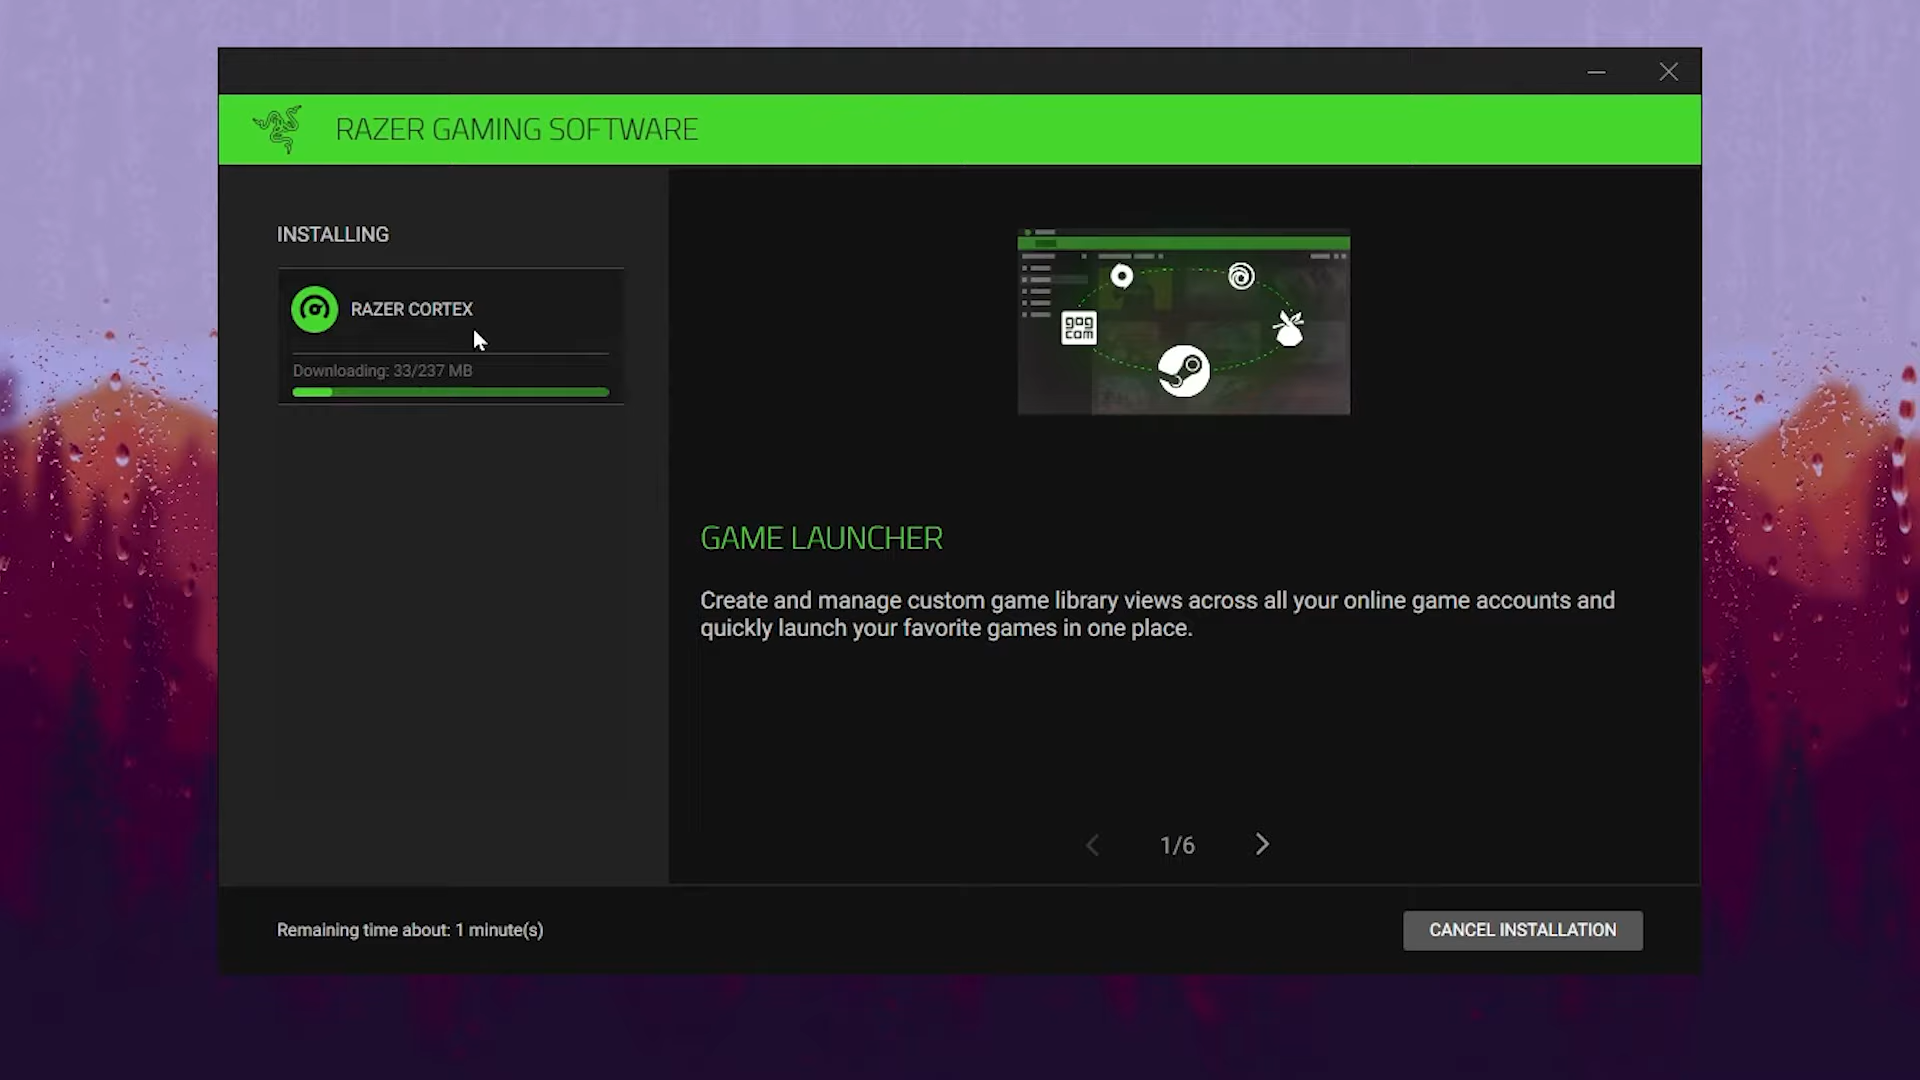 RAZER GAMING SOFTWARE
INSTALLING
RAZER CORTEX
Downloading: 33/237 MB
gog
com
GAME LAUNCHER
Create and manage custom game library views across all your online game accounts and
quickly launch your favorite games in one place.
1/6
Remaining time about: 1 minute(s)
CANCEL INSTALLATION